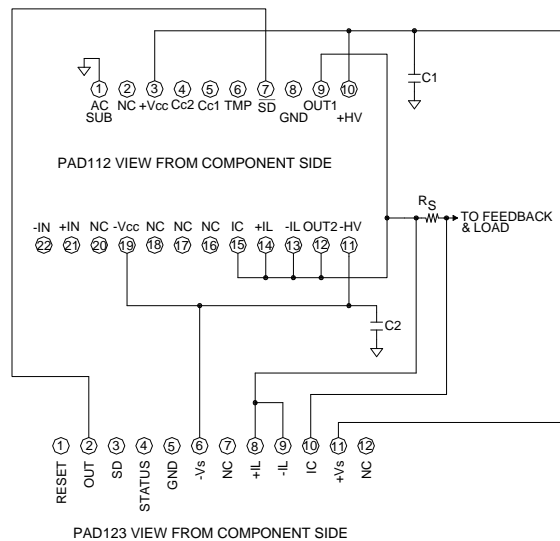 1 2 3 4 5 6 7 8 9 10
AC SUB NC +Vcc Cc2 Cc1 TMP SD GND OUT1 +HV
C1
PAD112 VIEW FROM COMPONENT SIDE
RS
TO FEEDBACK
& LOAD
-IN +IN NC -Vcc NC NC NC IC +IL -IL OUT2 -HV
22 21 20 19 18 17 16 15 14 13 12 11
C2
1 2 3 4 5 6 7 8 9 10 11 12
RESET OUT SD STATUS GND -Vs NC +IL -IL IC +Vs NC
PAD123 VIEW FROM COMPONENT SIDE